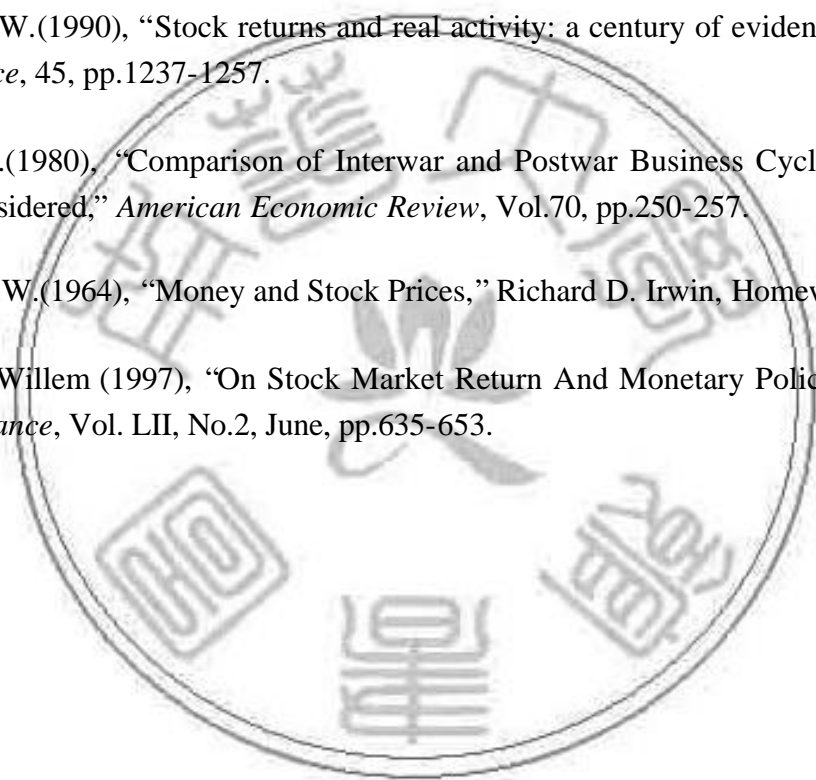 W.(1990), “Stock returns and real activity: a century of eviden
ce, 45, pp.1237-1257.
.(1980), “Comparison of Interwar and Postwar Business Cycl
sidered,” American Economic Review, Vol.70, pp.250-257.
W.(1964), “Money and Stock Prices,” Richard D. Irwin, Homew
Willem (1997), “On Stock Market Return And Monetary Polic
ance, Vol. LII, No.2, June, pp.635-653.